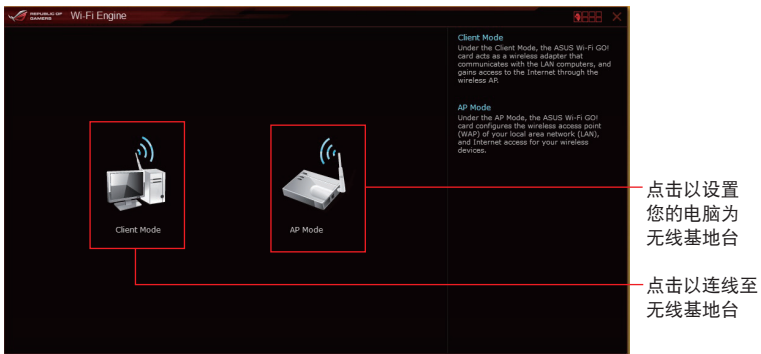 REPUBLIC OF
GAMERS
Wi-Fi Engine
Client Mode
Under the Client Mode, the ASUS Wi-Fi GO!
card acts as a wireless adapter that
communicates with the LAN computers, and
gains access to the Internet through the
wireless AP.
AP Mode
Under the AP Mode, the ASUS Wi-Fi GO!
card configures the wireless access point
(WAP) of your local area network (LAN),
and Internet access for your wireless
devices.
Client Mode
AP Mode
点击以设置
您的电脑为
无线基地台
点击以连线至
无线基地台